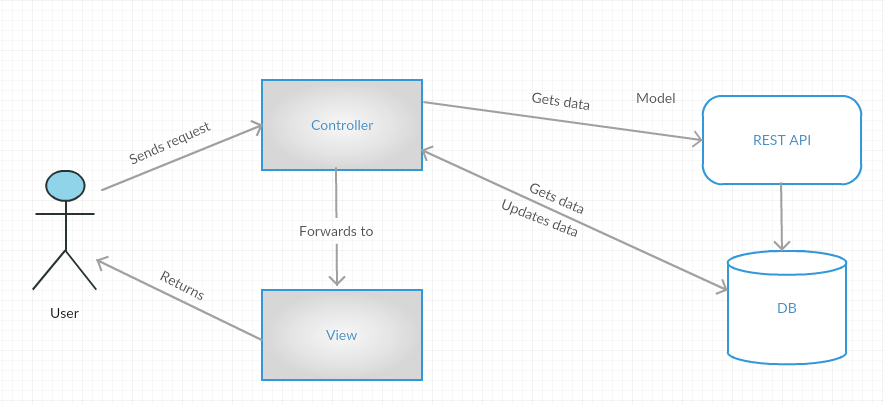 Gets data
Model
Controller
Sends request
REST API
Gets data
Updates data
Forwards to
Returns
User
DB
View